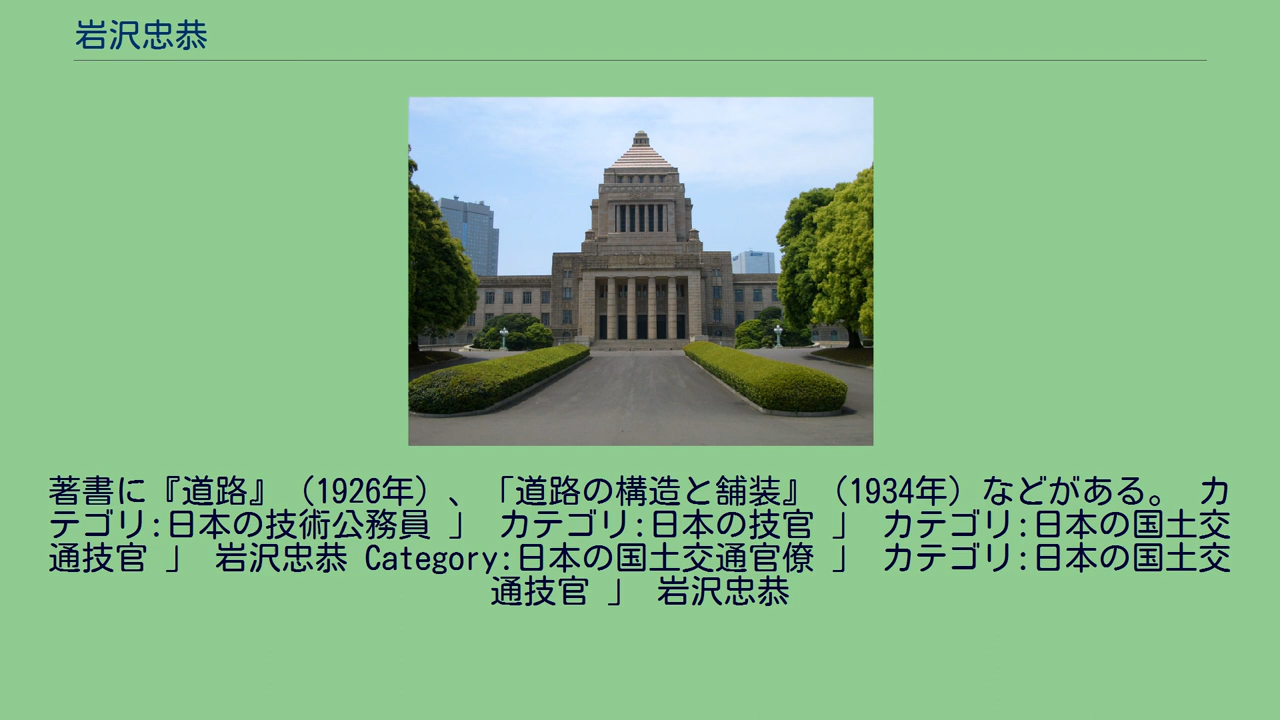 岩沢忠恭
著書に『道路』（1926年）、「道路の構造と舗装』（1934年）などがある。 カ
テゴリ:日本の技術公務員 」 カテゴリ:日本の技官 」 カテゴリ:日本の国土交
通技官 」 岩沢忠恭 Category:日本の国土交通官僚 」 カテゴリ:日本の国土交
通技官 」 岩沢忠恭